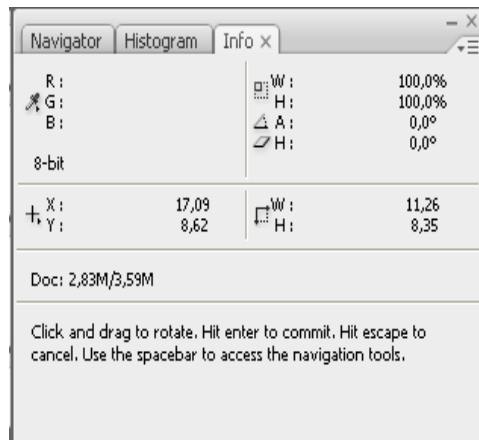 Navigator Histogram Info ×
R : W : 100,0%
G : H : 100,0%
B : A : 0,0°
H : 0,0°
8-bit
X : 17,09 W : 11,26
Y : 8,62 H : 8,35
Doc: 2,83M/3,59M
Click and drag to rotate. Hit enter to commit. Hit escape to
cancel. Use the spacebar to access the navigation tools.